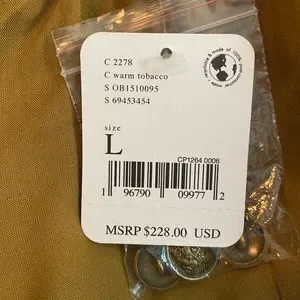 C 2278
C warm tobacco
S OB1510095
S 69453454
size
L
CP1264 0006
1 96790 09977 2
MSRP $228.00 USD